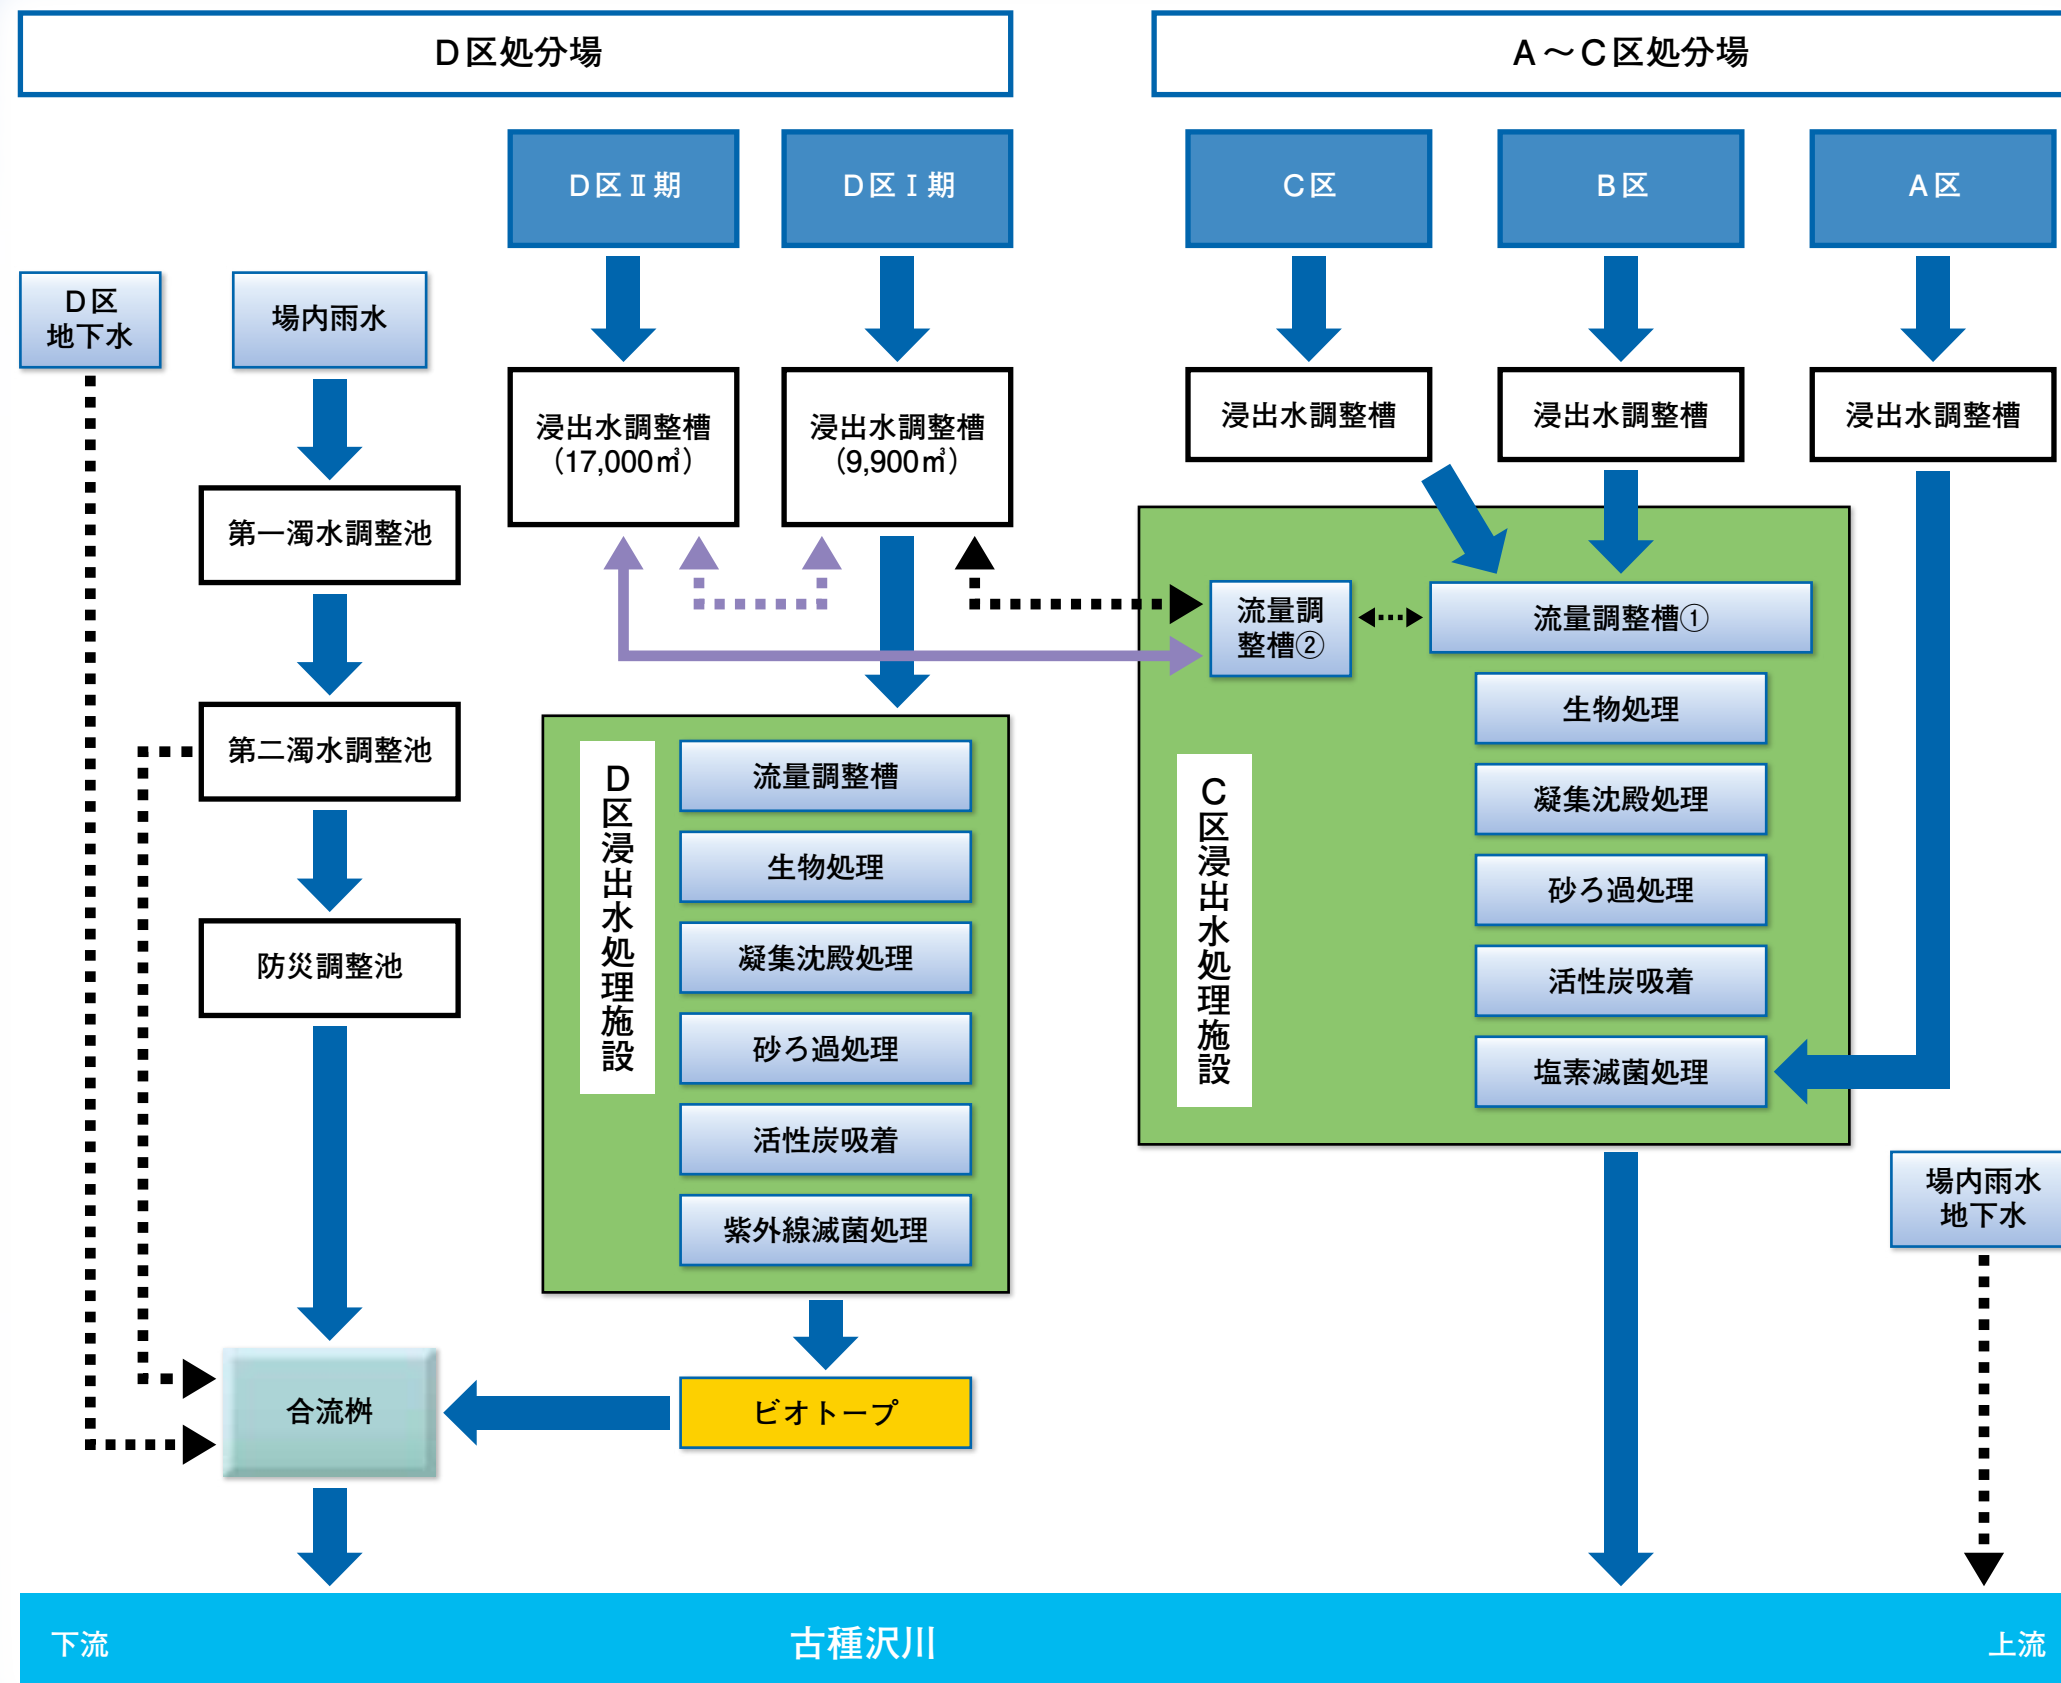 D区処分場
A～C区処分場
D区Ⅱ期
D区Ⅰ期
C区
B区
A区
D区
地下水
場内雨水
浸出水調整槽
（17,000㎥）
浸出水調整槽
（9,900㎥）
浸出水調整槽
浸出水調整槽
浸出水調整槽
第一濁水調整池
第二濁水調整池
防災調整池
流量調
整槽②
流量調整槽①
生物処理
凝集沈殿処理
砂ろ過処理
活性炭吸着
塩素滅菌処理
C区浸出水処理施設
D区浸出水処理施設
流量調整槽
生物処理
凝集沈殿処理
砂ろ過処理
活性炭吸着
紫外線滅菌処理
場内雨水
地下水
合流桝
ビオトープ
下流
古種沢川
上流